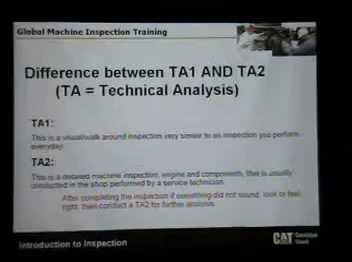 Global Machine Inspection Training
Difference between TA1 AND TA2
(TA = Technical Analysis)
TA1:
This is a visual/walk around inspection very similar to an inspection you perform
everyday.
TA2:
This is a detailed machine inspection, engine and components, that is usually
conducted in the shop performed by a service technician.
After completing the inspection if something did not sound, look or feel
right, then conduct a TA2 for further analysis.
Introduction to Inspection
CAT Certified
Used